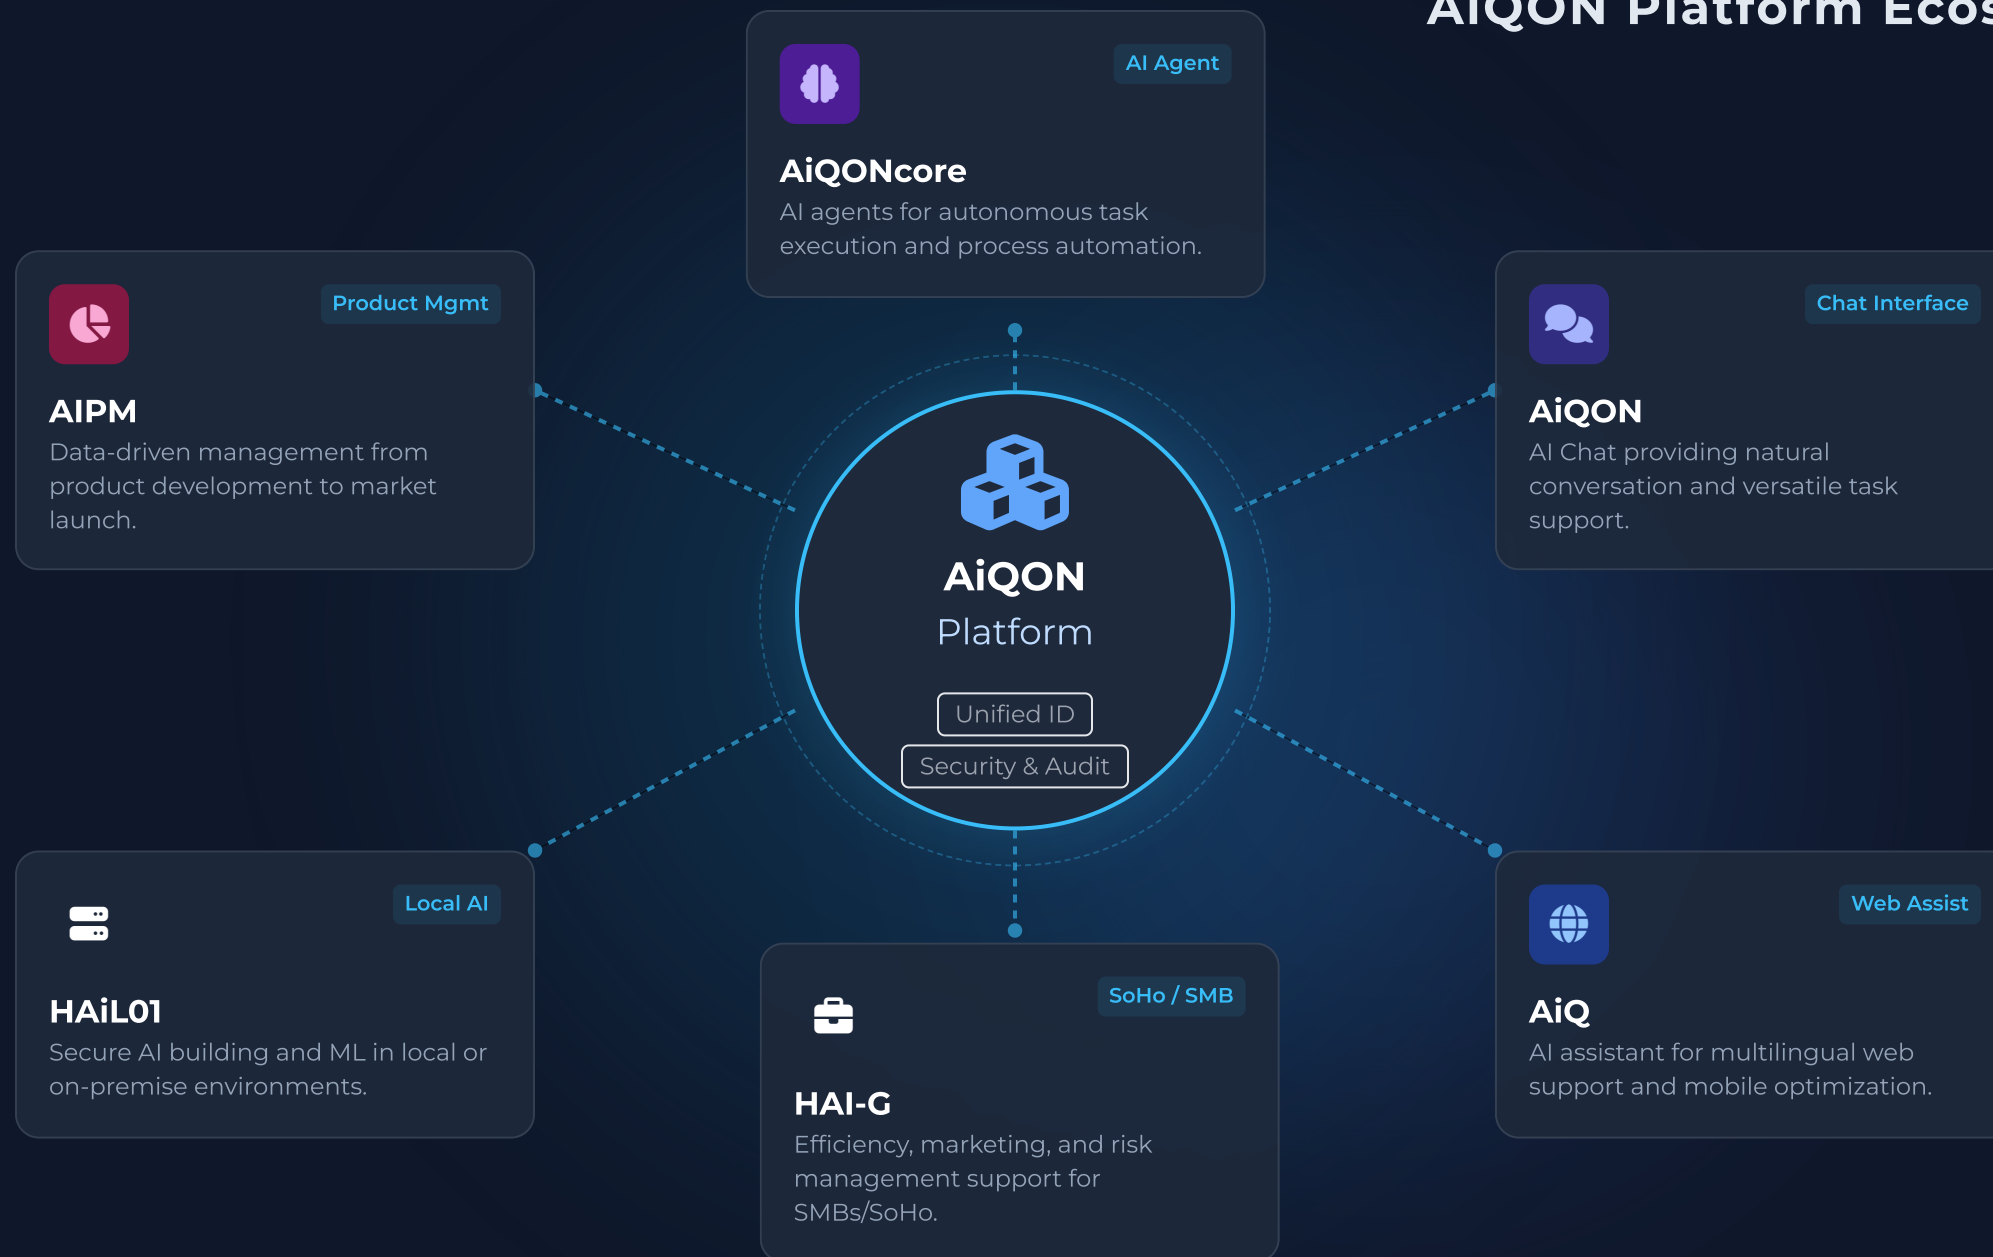 AiQON Platform
AI Agent
AiQONcore
AI agents for autonomous task
execution and process automation.
Product Mgmt
AIPM
Data-driven management from
product development to market
launch.
Chat Interface
AiQON
AI Chat providing natural
conversation and versatile task
support.
AiQON
Platform
Unified ID
Security & Audit
Local AI
HAiL01
Secure AI building and ML in local or
on-premise environments.
SoHo / SMB
HAI-G
Efficiency, marketing, and risk
management support for
SMBs/SoHo.
Web Assist
AiQ
AI assistant for multilingual web
support and mobile optimization.